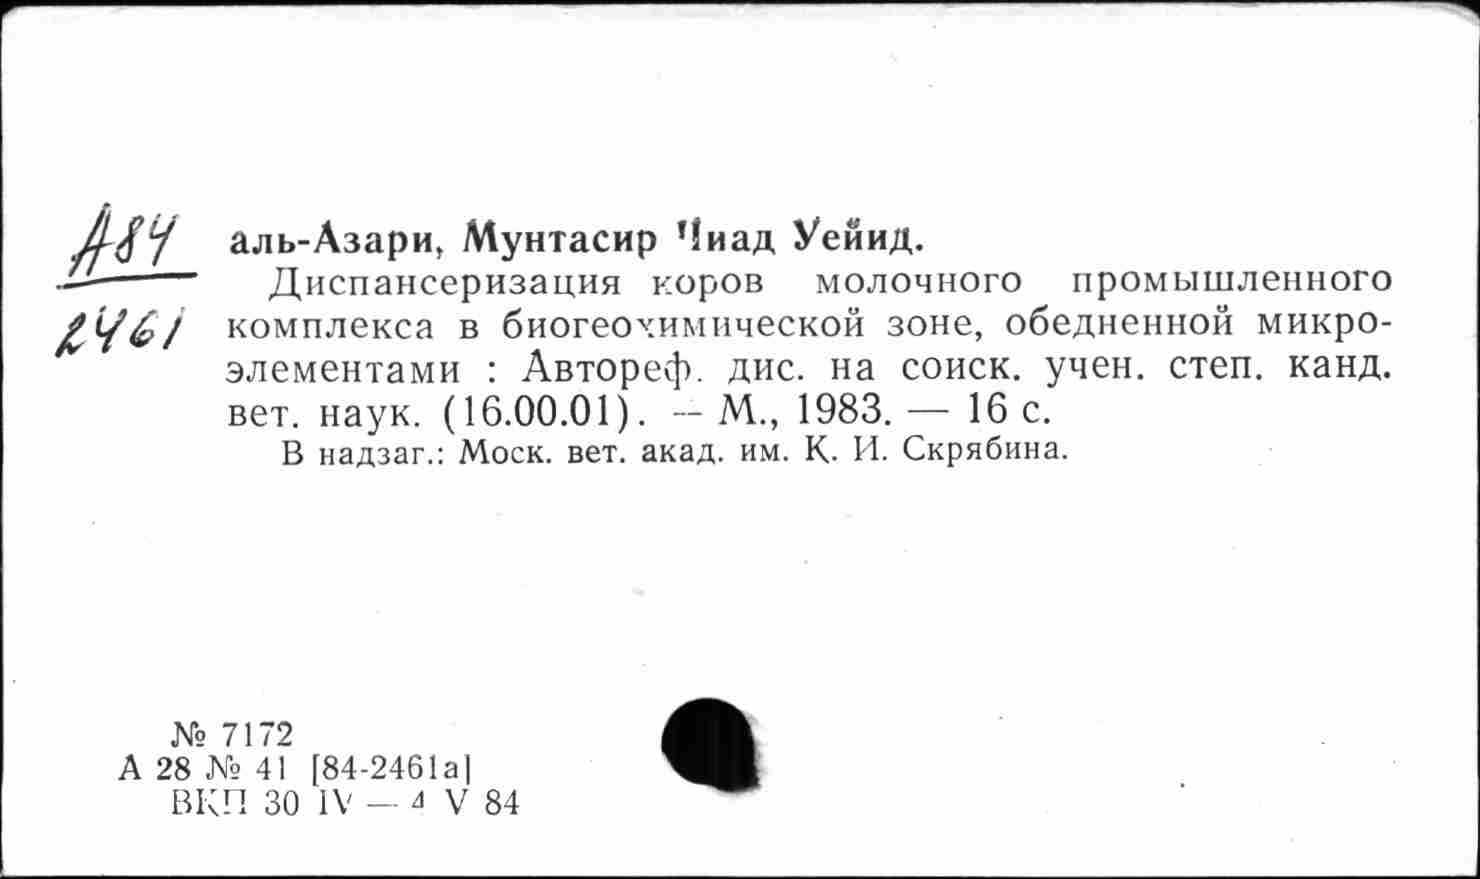 А84
2461
аль-Азари, Мунтасир Чиад Уейид.
Диспансеризация коров молочного промышленного
комплекса в биогеохимической зоне, обедненной микро-
элементами : Автореф. дис. на соиск. учен. степ. канд.
вет. наук. (16.00.01). — М., 1983. — 16 с.
В надзаг.: Моск. вет. акад. им. К. И. Скрябина.
№ 7172
А 28 № 41 [84-2461а]
ВКП 30 IV — 4 V 84